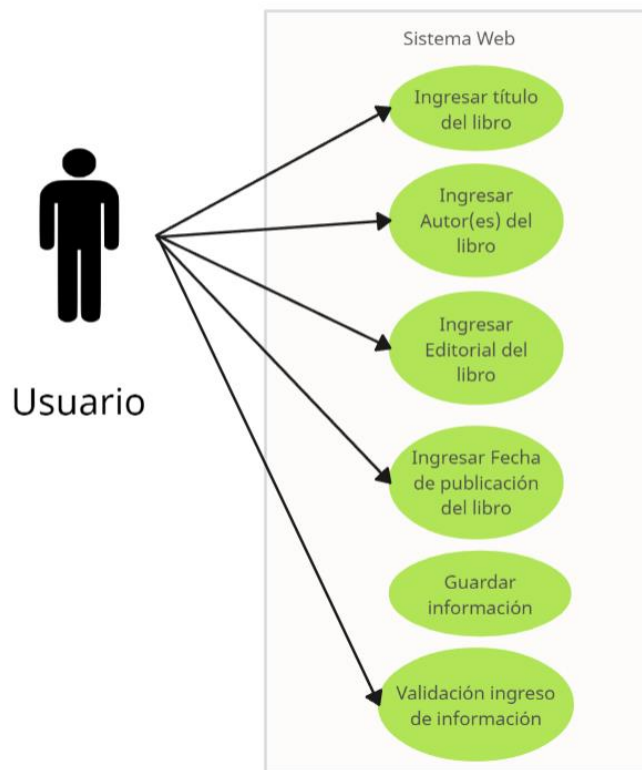 Sistema Web
Ingresar título
del libro
Ingresar
Autor(es) del
libro
Ingresar
Editorial del
libro
Usuario
Ingresar Fecha
de publicación
del libro
Guardar
información
Validación ingreso
de información